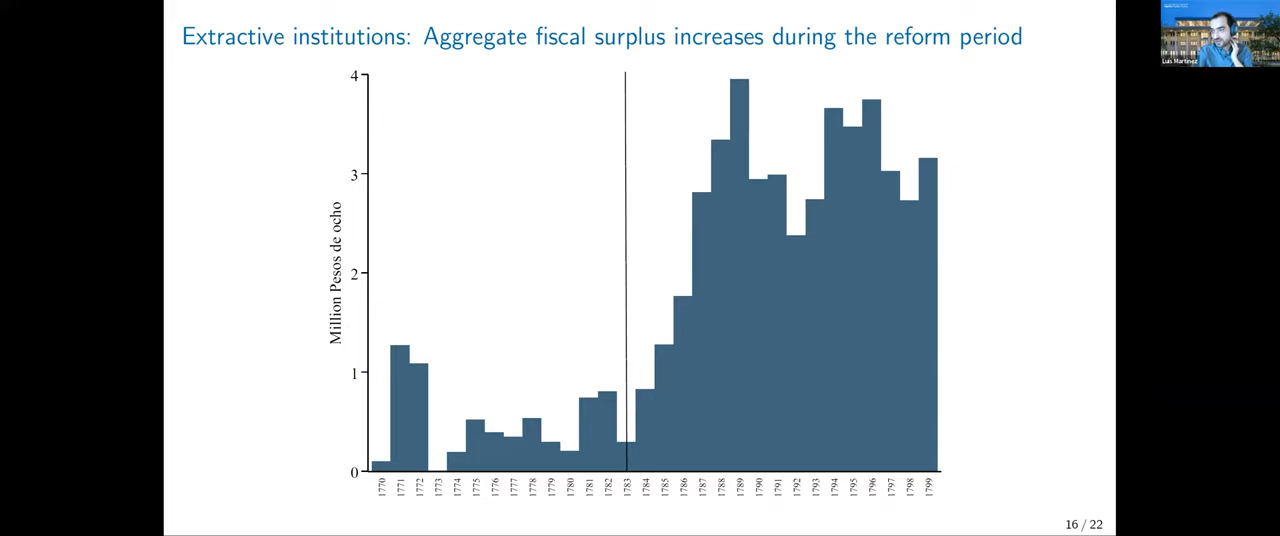 Extractive institutions: Aggregate fiscal surplus increases during the reform period
Luis Martinez
Million Pesos de ocho
4
3
2
1
0
1770 1771 1772 1773 1774 1775 1776 1777 1778 1779 1780 1781 1782 1783 1784 1785 1786 1787 1788 1789 1790 1791 1792 1793 1794 1795 1796 1797 1798 1799
16 / 22